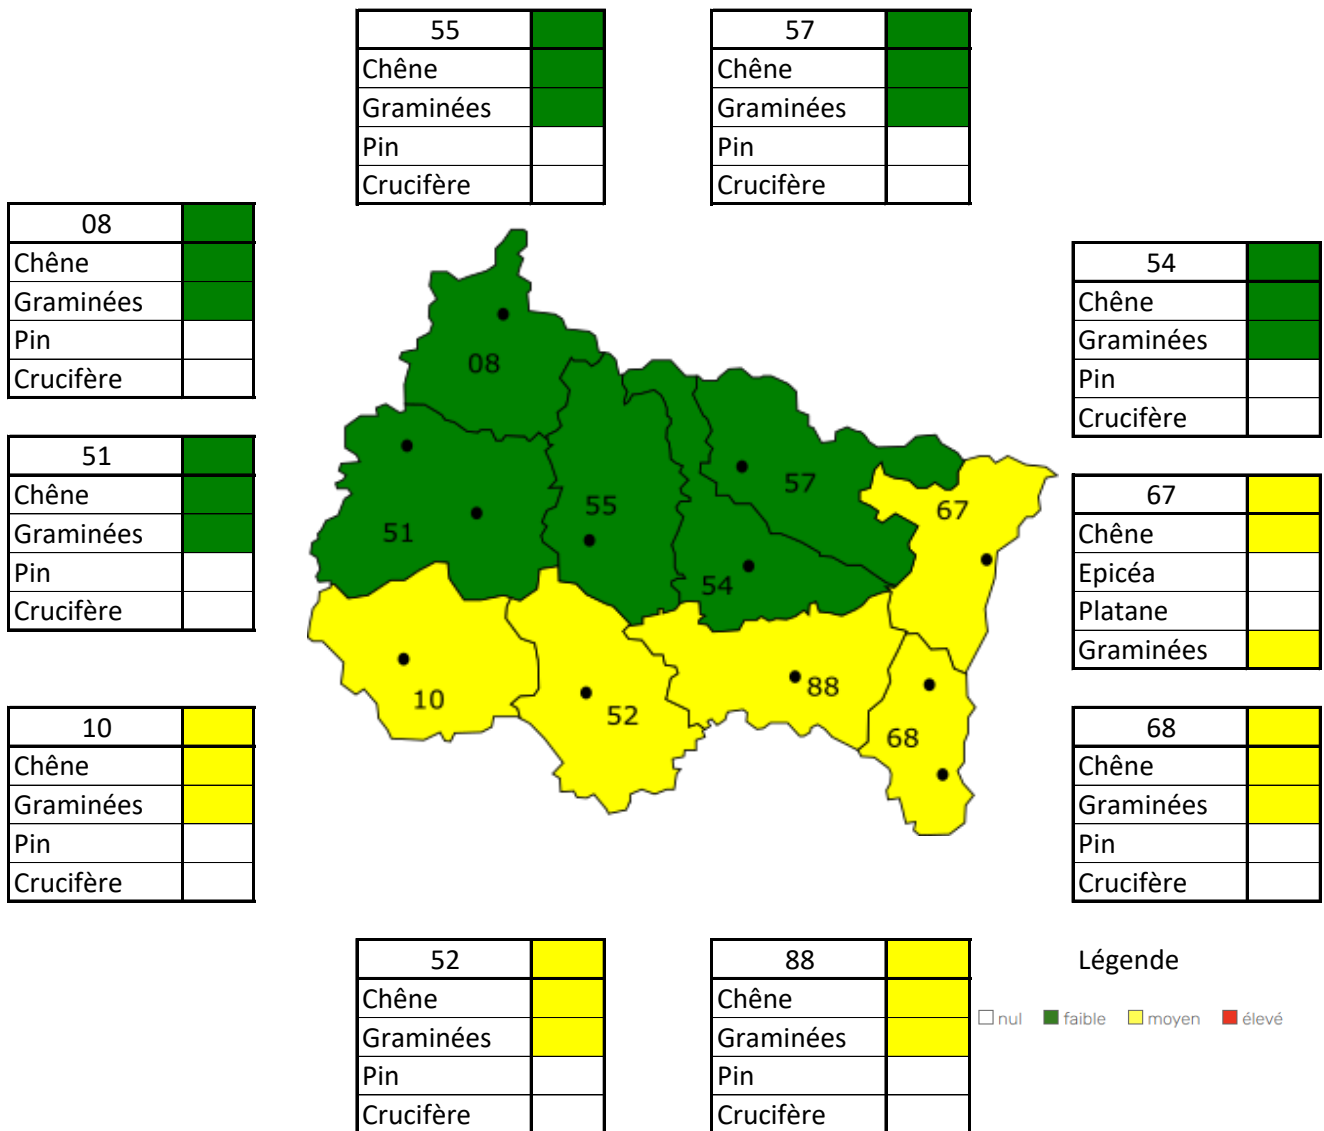 55
Chêne
Graminées
Pin
Crucifère
57
Chêne
Graminées
Pin
Crucifère
08
Chêne
Graminées
Pin
Crucifère
54
Chêne
Graminées
Pin
Crucifère
51
Chêne
Graminées
Pin
Crucifère
67
Chêne
Epicéa
Platane
Graminées
10
Chêne
Graminées
Pin
Crucifère
68
Chêne
Graminées
Pin
Crucifère
08
57
55
67
51
54
88
10
52
68
52
Chêne
Graminées
Pin
Crucifère
88
Chêne
Graminées
Pin
Crucifère
Légende
nul faible moyen élevé